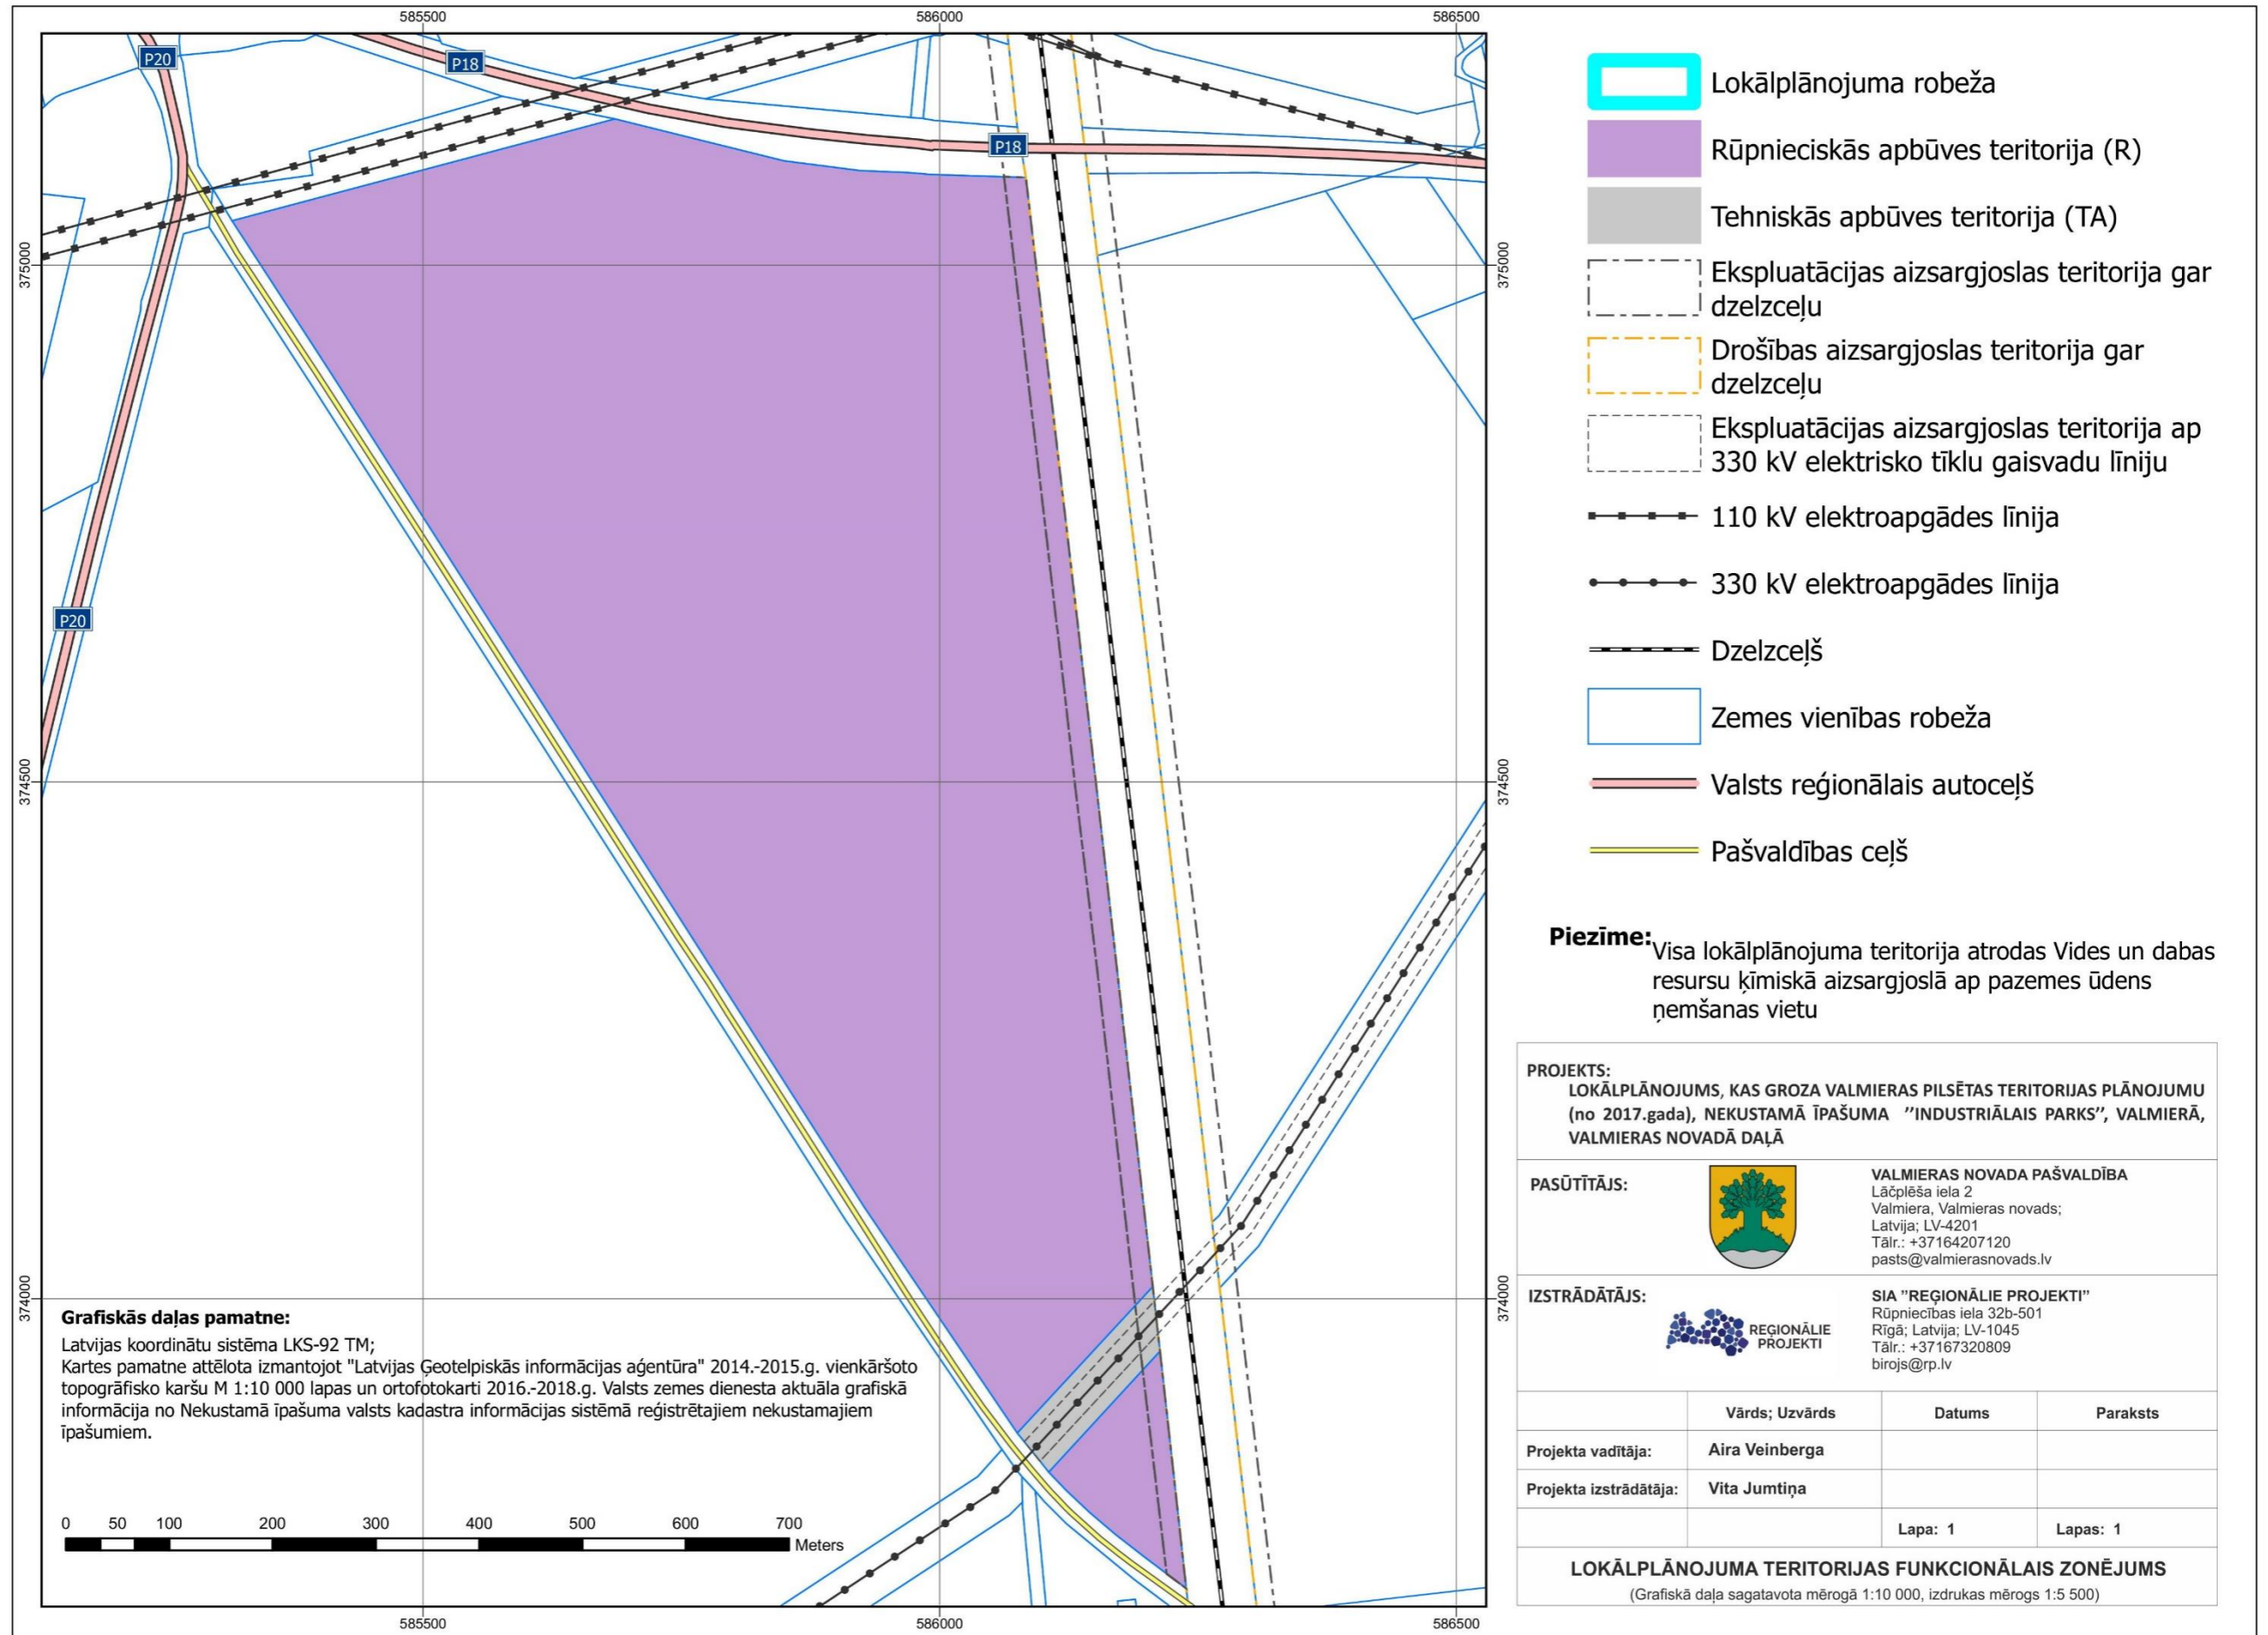 585500
586000
586500
P20
P18
P18
P20
375000
375000
374500
374500
374000
374000
585500
586000
586500
Grafiskās daļas pamatne:
Latvijas koordinātu sistēma LKS-92 TM;
Kartes pamatne attēlota izmantojot "Latvijas Ģeotelpiskās informācijas aģentūra" 2014.-2015.g. vienkāršoto
topogrāfisko karšu M 1:10 000 lapas un ortofotokarti 2016.-2018.g. Valsts zemes dienesta aktuāla grafiskā
informācija no Nekustamā īpašuma valsts kadastra informācijas sistēmā reģistrētajiem nekustamajiem
īpašumiem.
0 50 100 200 300 400 500 600 700
Meters
Lokālplānojuma robeža
Rūpnieciskās apbūves teritorija (R)
Tehniskās apbūves teritorija (TA)
Ekspluatācijas aizsargjoslas teritorija gar
dzelzceļu
Drošības aizsargjoslas teritorija gar
dzelzceļu
Ekspluatācijas aizsargjoslas teritorija ap
330 kV elektrisko tīklu gaisvadu līniju
110 kV elektroapgādes līnija
330 kV elektroapgādes līnija
Dzelzceļš
Zemes vienības robeža
Valsts reģionālais autoceļš
Pašvaldības ceļš
Piezīme: Visa lokālplānojuma teritorija atrodas Vides un dabas
resursu ķīmiskā aizsargjoslā ap pazemes ūdens
ņemšanas vietu
PROJEKTS:
LOKĀLPLĀNOJUMS, KAS GROZA VALMIERAS PILSĒTAS TERITORIJAS PLĀNOJUMU
(no 2017.gada), NEKUSTAMĀ ĪPAŠUMA ”INDUSTRIĀLAIS PARKS”, VALMIERĀ,
VALMIERAS NOVADĀ DAĻĀ
PASŪTĪTĀJS:
VALMIERAS NOVADA PAŠVALDĪBA
Lāčplēša iela 2
Valmiera, Valmieras novads;
Latvija; LV-4201
Tālr.: +37164207120
pasts@valmierasnovads.lv
IZSTRĀDĀTĀJS:
REĢIONĀLIE
PROJEKTI
SIA ”REĢIONĀLIE PROJEKTI”
Rūpniecības iela 32b-501
Rīgā; Latvija; LV-1045
Tālr.: +37167320809
birojs@rp.lv
Vārds; Uzvārds Datums Paraksts
Projekta vadītāja: Aira Veinberga
Projekta izstrādātāja: Vita Jumtiņa
Lapa: 1 Lapas: 1
LOKĀLPLĀNOJUMA TERITORIJAS FUNKCIONĀLAIS ZONĒJUMS
(Grafiskā daļa sagatavota mērogā 1:10 000, izdrukas mērogs 1:5 500)